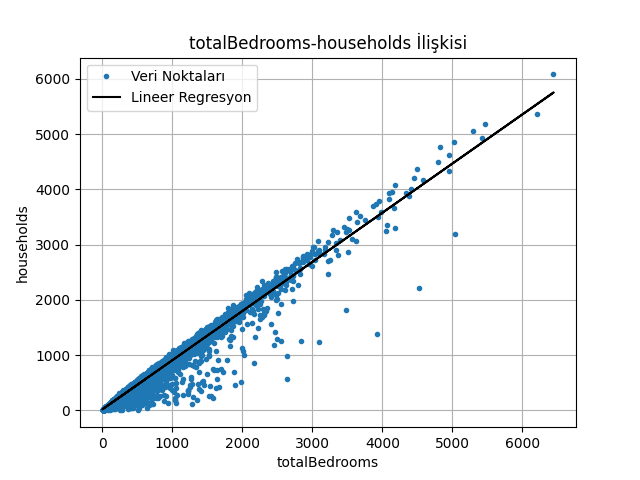 totalBedrooms-households İlişkisi
Veri Noktaları
Lineer Regresyon
households
6000
5000
4000
3000
2000
1000
0
0 1000 2000 3000 4000 5000 6000
totalBedrooms